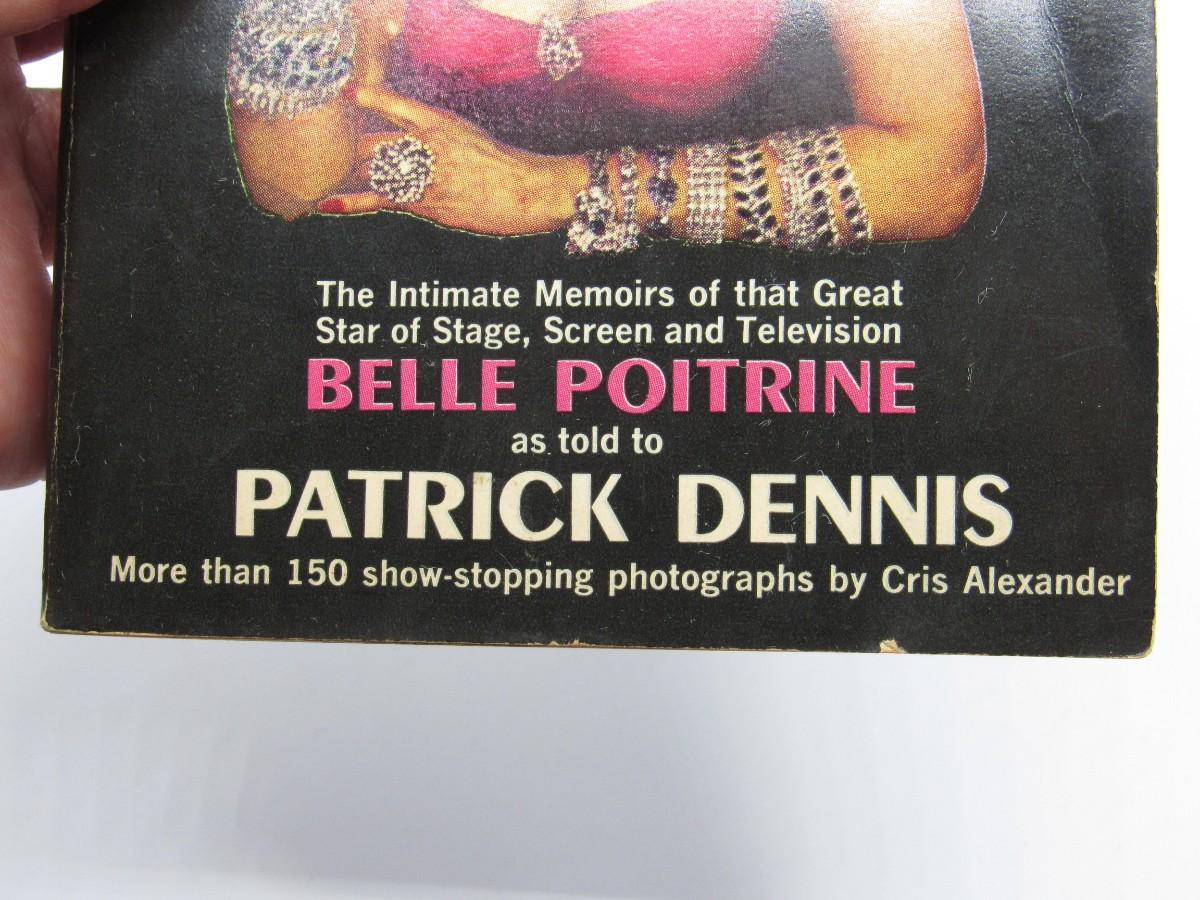 The Intimate Memoirs of that Great
Star of Stage, Screen and Television
BELLE POITRINE
as told to
PATRICK DENNIS
More than 150 show-stopping photographs by Cris Alexander